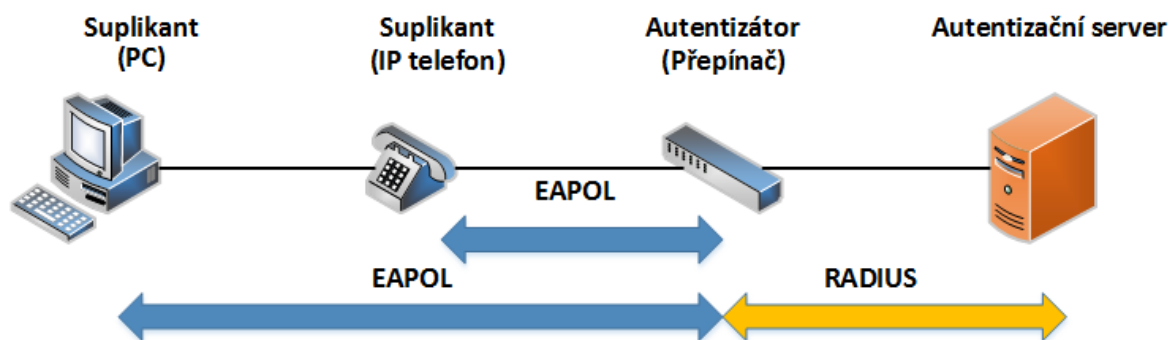 Suplikant
(PC)
Suplikant
(IP telefon)
Autentizátor
(Přepínač)
Autentizační server
EAPOL
EAPOL
RADIUS